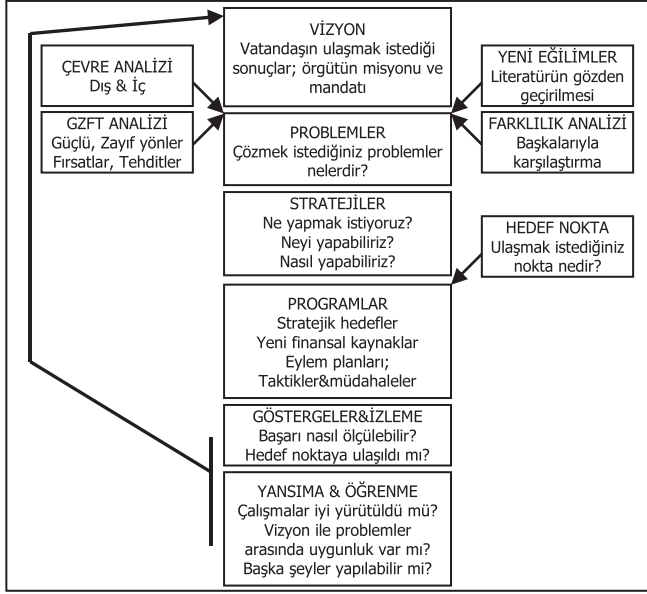 VİZYON
Vatandaşın ulaşmak istediği
sonuçlar; örgütün misyonu ve
mandatı
ÇEVRE ANALİZİ
Dış & İç
YENİ EĞİLİMLER
Literatürün gözden
geçirilmesi
GZFT ANALİZİ
Güçlü, Zayıf yönler
Fırsatlar, Tehditler
PROBLEMLER
Çözmek istediğiniz problemler
nelerdir?
FARKLILIK ANALİZİ
Başkalarıyla
karşılaştırma
STRATEJİLER
Ne yapmak istiyoruz?
Neyi yapabiliriz?
Nasıl yapabiliriz?
HEDEF NOKTA
Ulaşmak istediğiniz
nokta nedir?
PROGRAMLAR
Stratejik hedefler
Yeni finansal kaynaklar
Eylem planları;
Taktikler&müdahaleler
GÖSTERGELER&İZLEME
Başarı nasıl ölçülebilir?
Hedef noktaya ulaşıldı mı?
YANSIMA & ÖĞRENME
Çalışmalar iyi yürütüldü mü?
Vizyon ile problemler
arasında uygunluk var mı?
Başka şeyler yapılabilir mi?